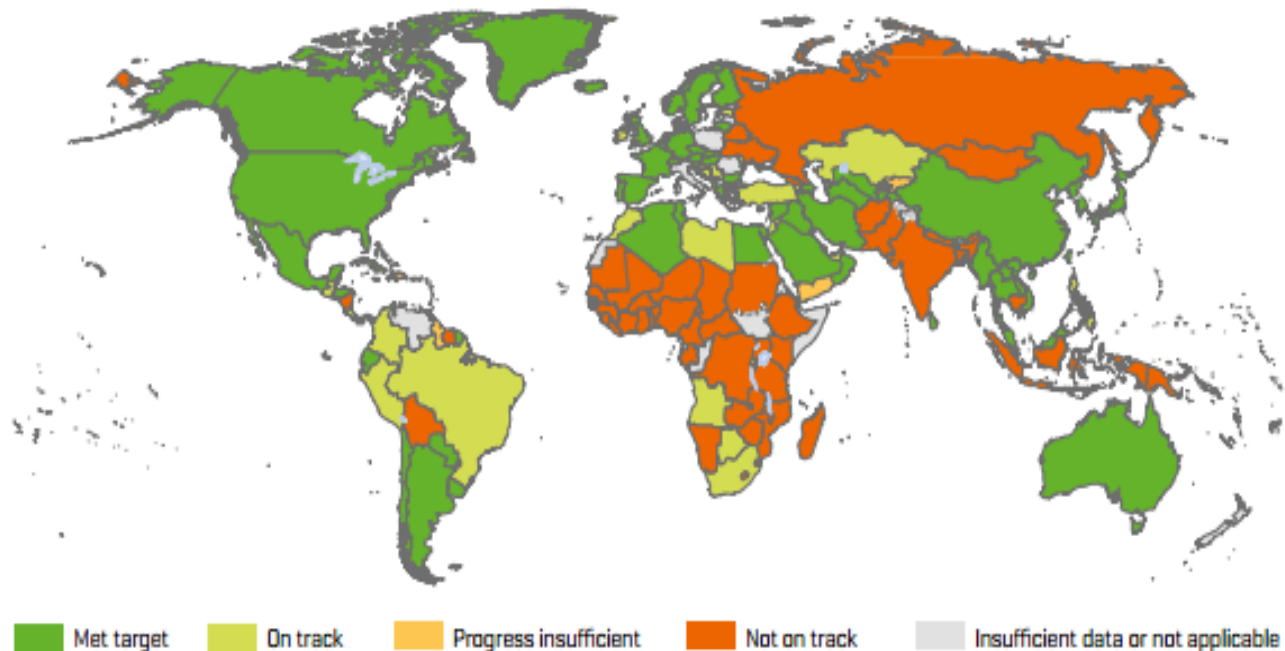 Met target On track Progress insufficient Not on track Insufficient data or not applicable